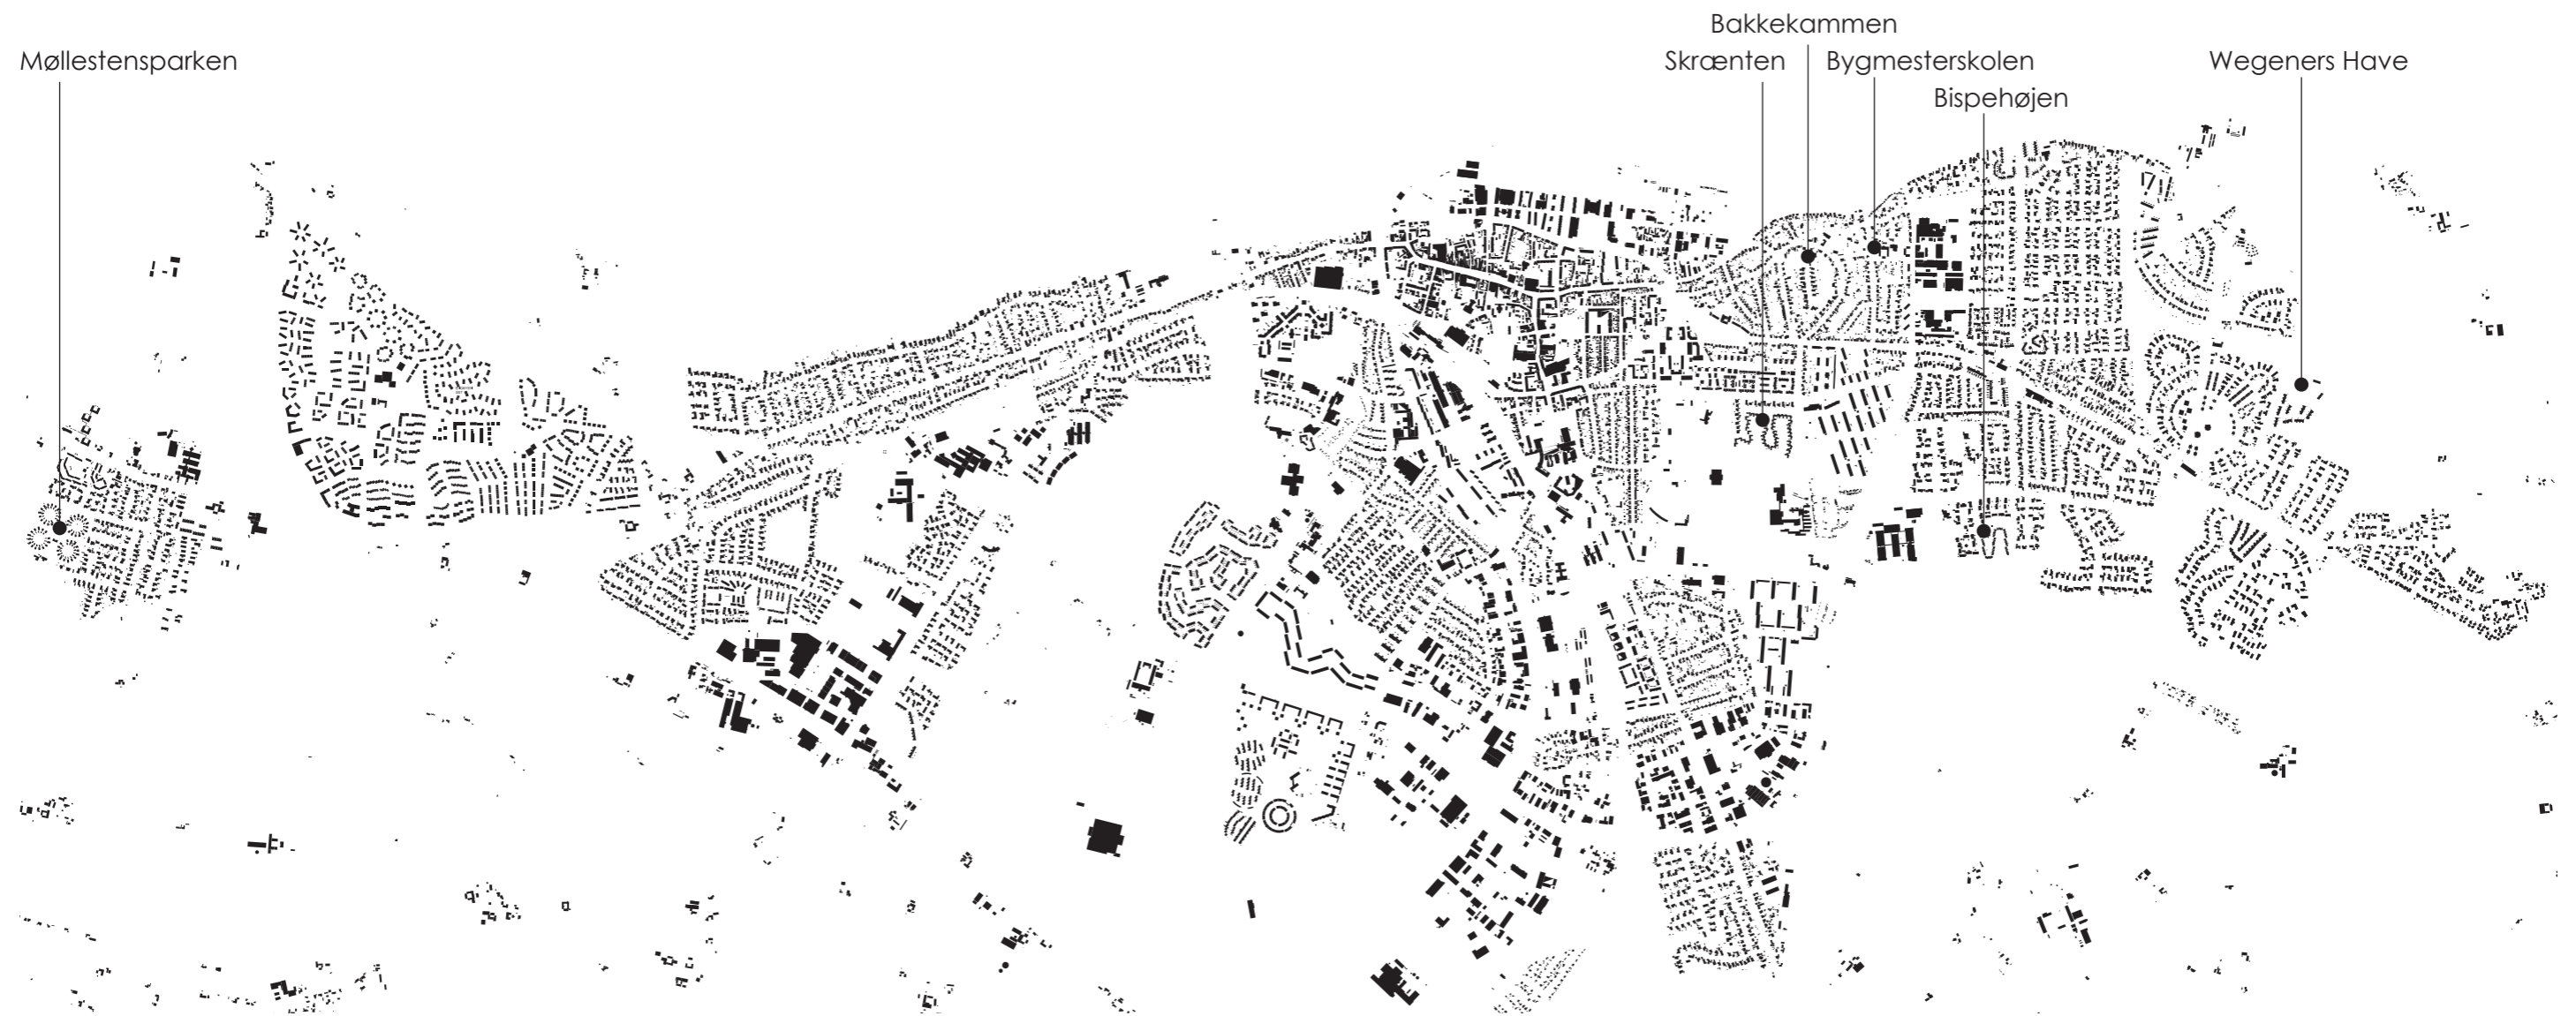 Bakkekammen
Møllestensparken
Skrænten
Bygmesterskolen
Wegeners Have
Bispehøjen